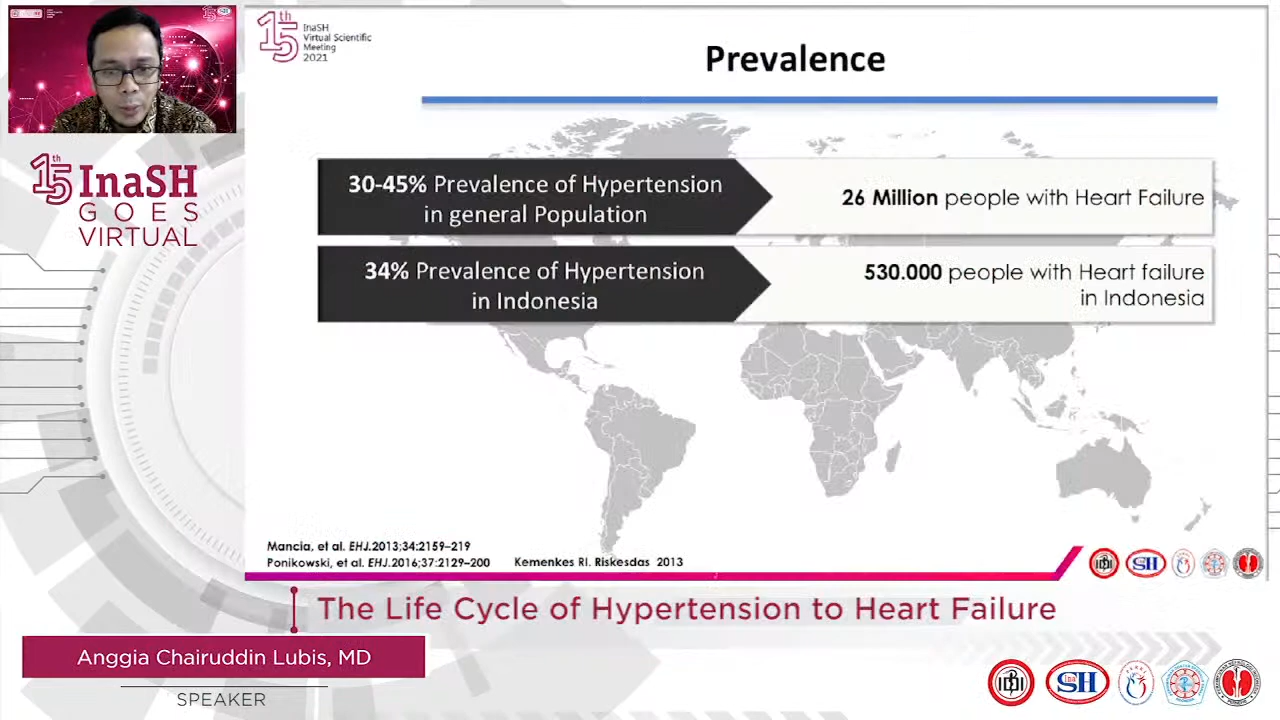 15th
InaSH
Virtual Scientific
Meeting
2021
Prevalence
30-45% Prevalence of Hypertension
in general Population
26 Million people with Heart Failure
34% Prevalence of Hypertension
in Indonesia
530.000 people with Heart failure
in Indonesia
Mancia, et al. EHJ.2013;34:2159–219
Ponikowski, et al. EHJ.2016;37:2129–200
Kemenkes RI. Riskesdas 2013
15th InaSH
GOES
VIRTUAL
The Life Cycle of Hypertension to Heart Failure
Anggia Chairuddin Lubis, MD
SPEAKER
SH
Ina
SH